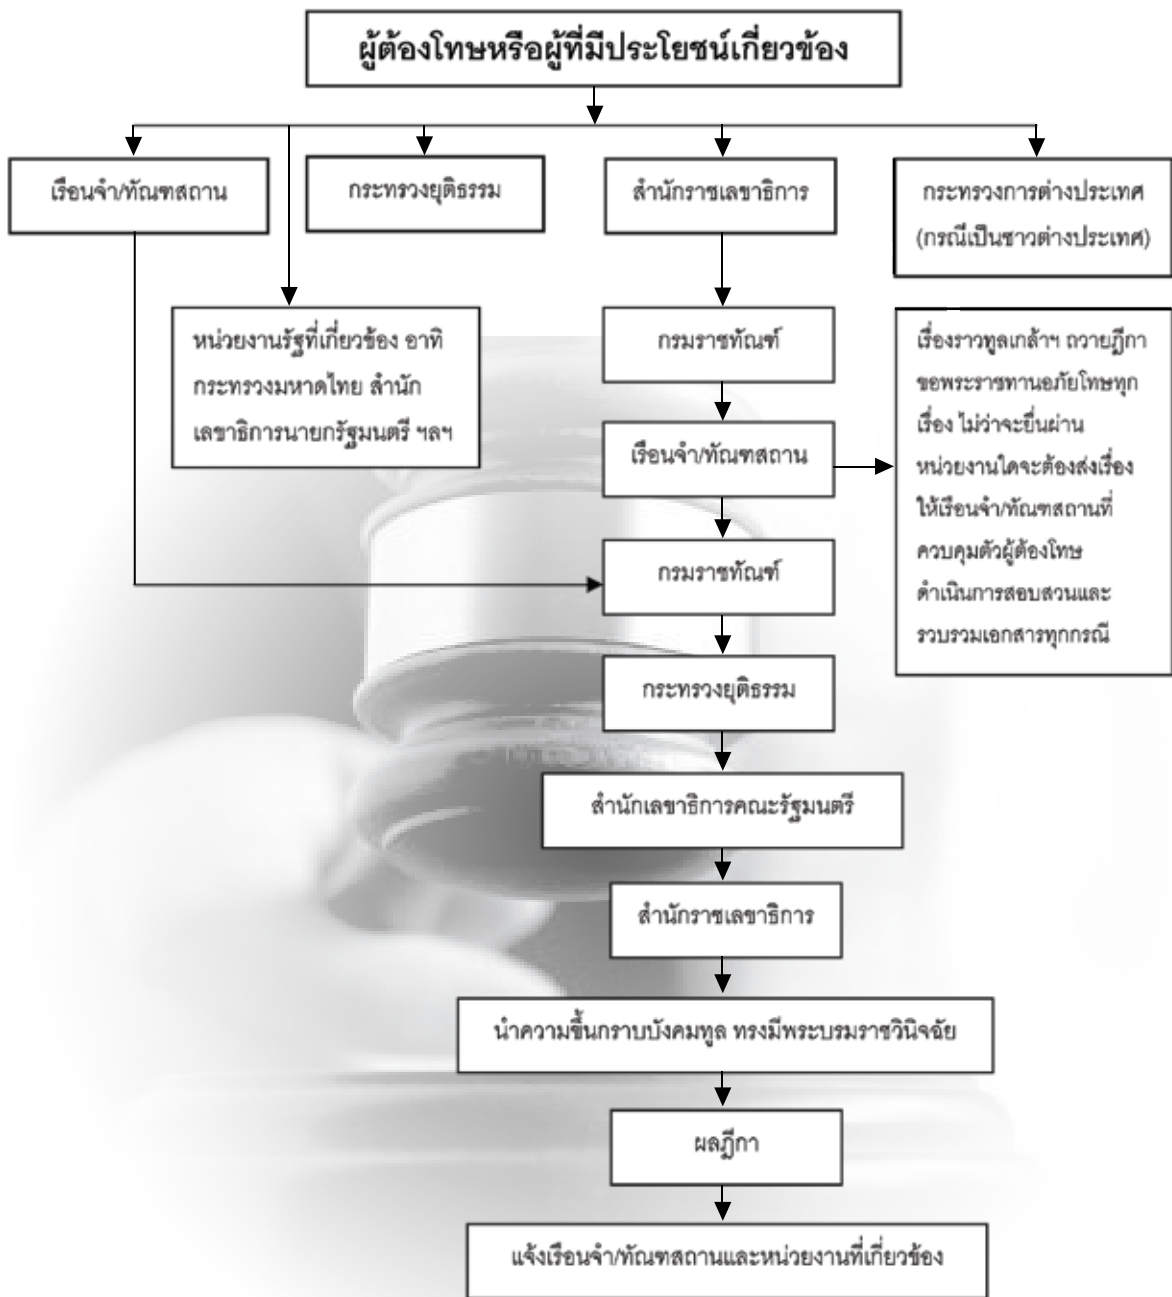 ผู้ต้องโทษหรือผู้ที่มีประโยชน์เกี่ยวข้อง
เรือนจำ/ทัณฑสถาน
กระทรวงยุติธรรม
สำนักราชเลขาธิการ
กระทรวงการต่างประเทศ
(กรณีเป็นชาวต่างประเทศ)
หน่วยงานรัฐที่เกี่ยวข้อง อาทิ
กระทรวงมหาดไทย สำนัก
เลขาธิการนายกรัฐมนตรี ฯลฯ
กรมราชทัณฑ์
เรือนจำ/ทัณฑสถาน
เรื่องราวทูลเกล้าฯ ถวายฎีกา
ขอพระราชทานอภัยโทษทุก
เรื่อง ไม่ว่าจะยื่นผ่าน
หน่วยงานใดจะต้องส่งเรื่อง
ให้เรือนจำ/ทัณฑสถานที่
ควบคุมตัวผู้ต้องโทษ
ดำเนินการสอบสวนและ
รวบรวมเอกสารทุกกรณี
กรมราชทัณฑ์
กระทรวงยุติธรรม
สำนักเลขาธิการคณะรัฐมนตรี
สำนักราชเลขาธิการ
นำความขึ้นกราบบังคมทูล ทรงมีพระบรมราชวินิจฉัย
ผลฎีกา
แจ้งเรือนจำ/ทัณฑสถานและหน่วยงานที่เกี่ยวข้อง